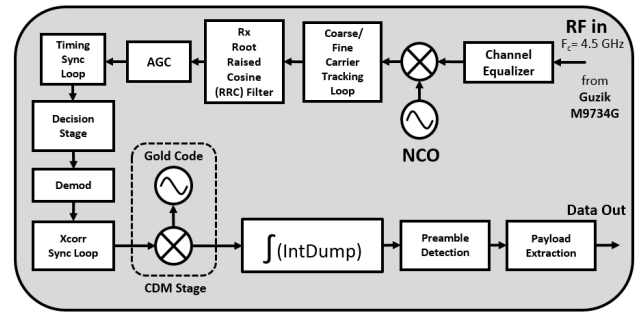 RF in
Fc= 4.5 GHz
from
Guzik
M9734G
Channel
Equalizer
NCO
Coarse/
Fine
Carrier
Tracking
Loop
Rx
Root
Raised
Cosine
(RRC) Filter
AGC
Timing
Sync
Loop
Decision
Stage
Demod
Xcorr
Sync Loop
Gold Code
CDM Stage
∫(IntDump)
Preamble
Detection
Payload
Extraction
Data Out